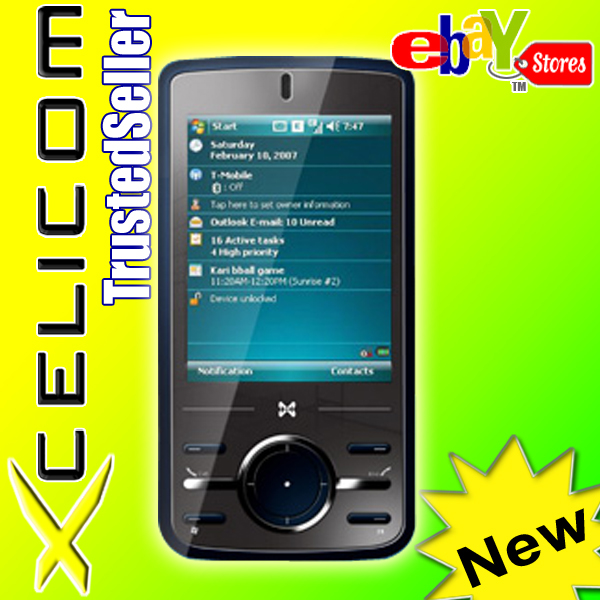 XCELICOM
TrustedSeller
ebaY Stores
TM
Start 7:47
Saturday
February 10, 2007
T-Mobile
: Off
Tap here to set owner information
Outlook E-mail: 10 Unread
16 Active tasks
4 High priority
Kari bball game
11:20AM-12:20PM (Sunrise #2)
Device unlocked
Notification Contacts
New